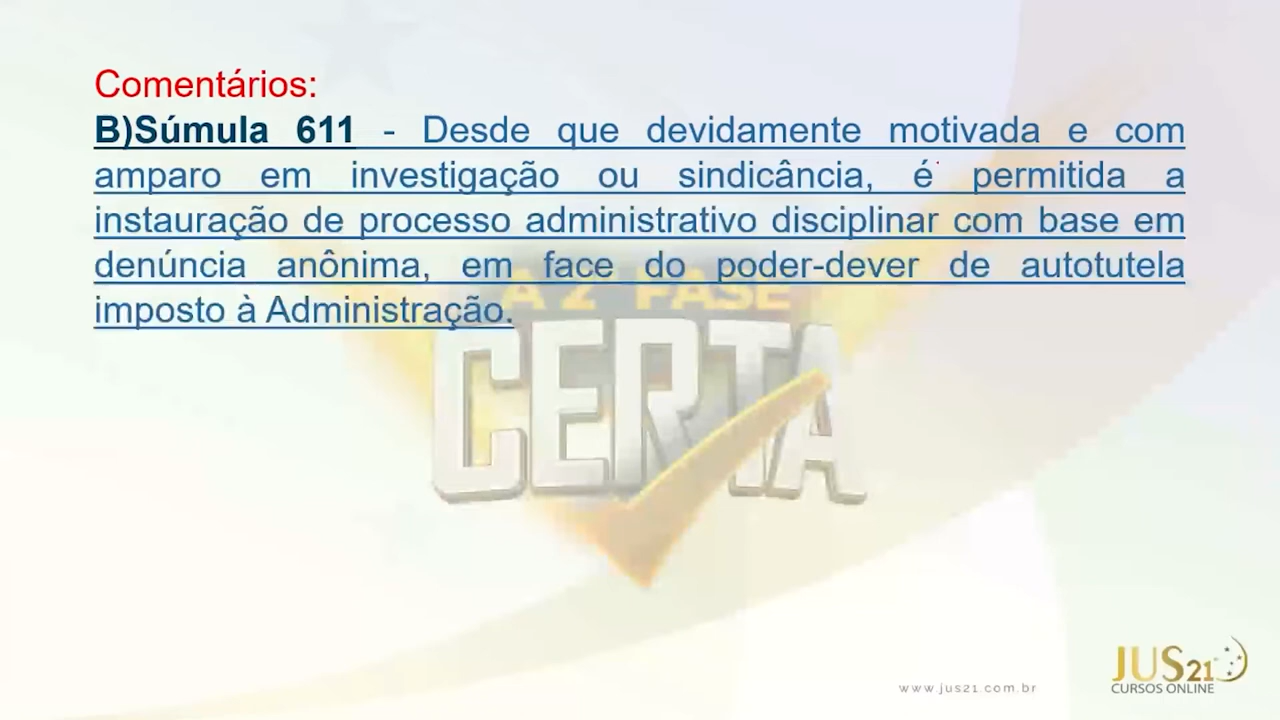 Comentários:
B)Súmula 611 - Desde que devidamente motivada e com
amparo em investigação ou sindicância, é permitida a
instauração de processo administrativo disciplinar com base em
denúncia anônima, em face do poder-dever de autotutela
imposto à Administração.
A 2ª FASE
CERTA
JUS21
CURSOS ONLINE
www.jus21.com.br